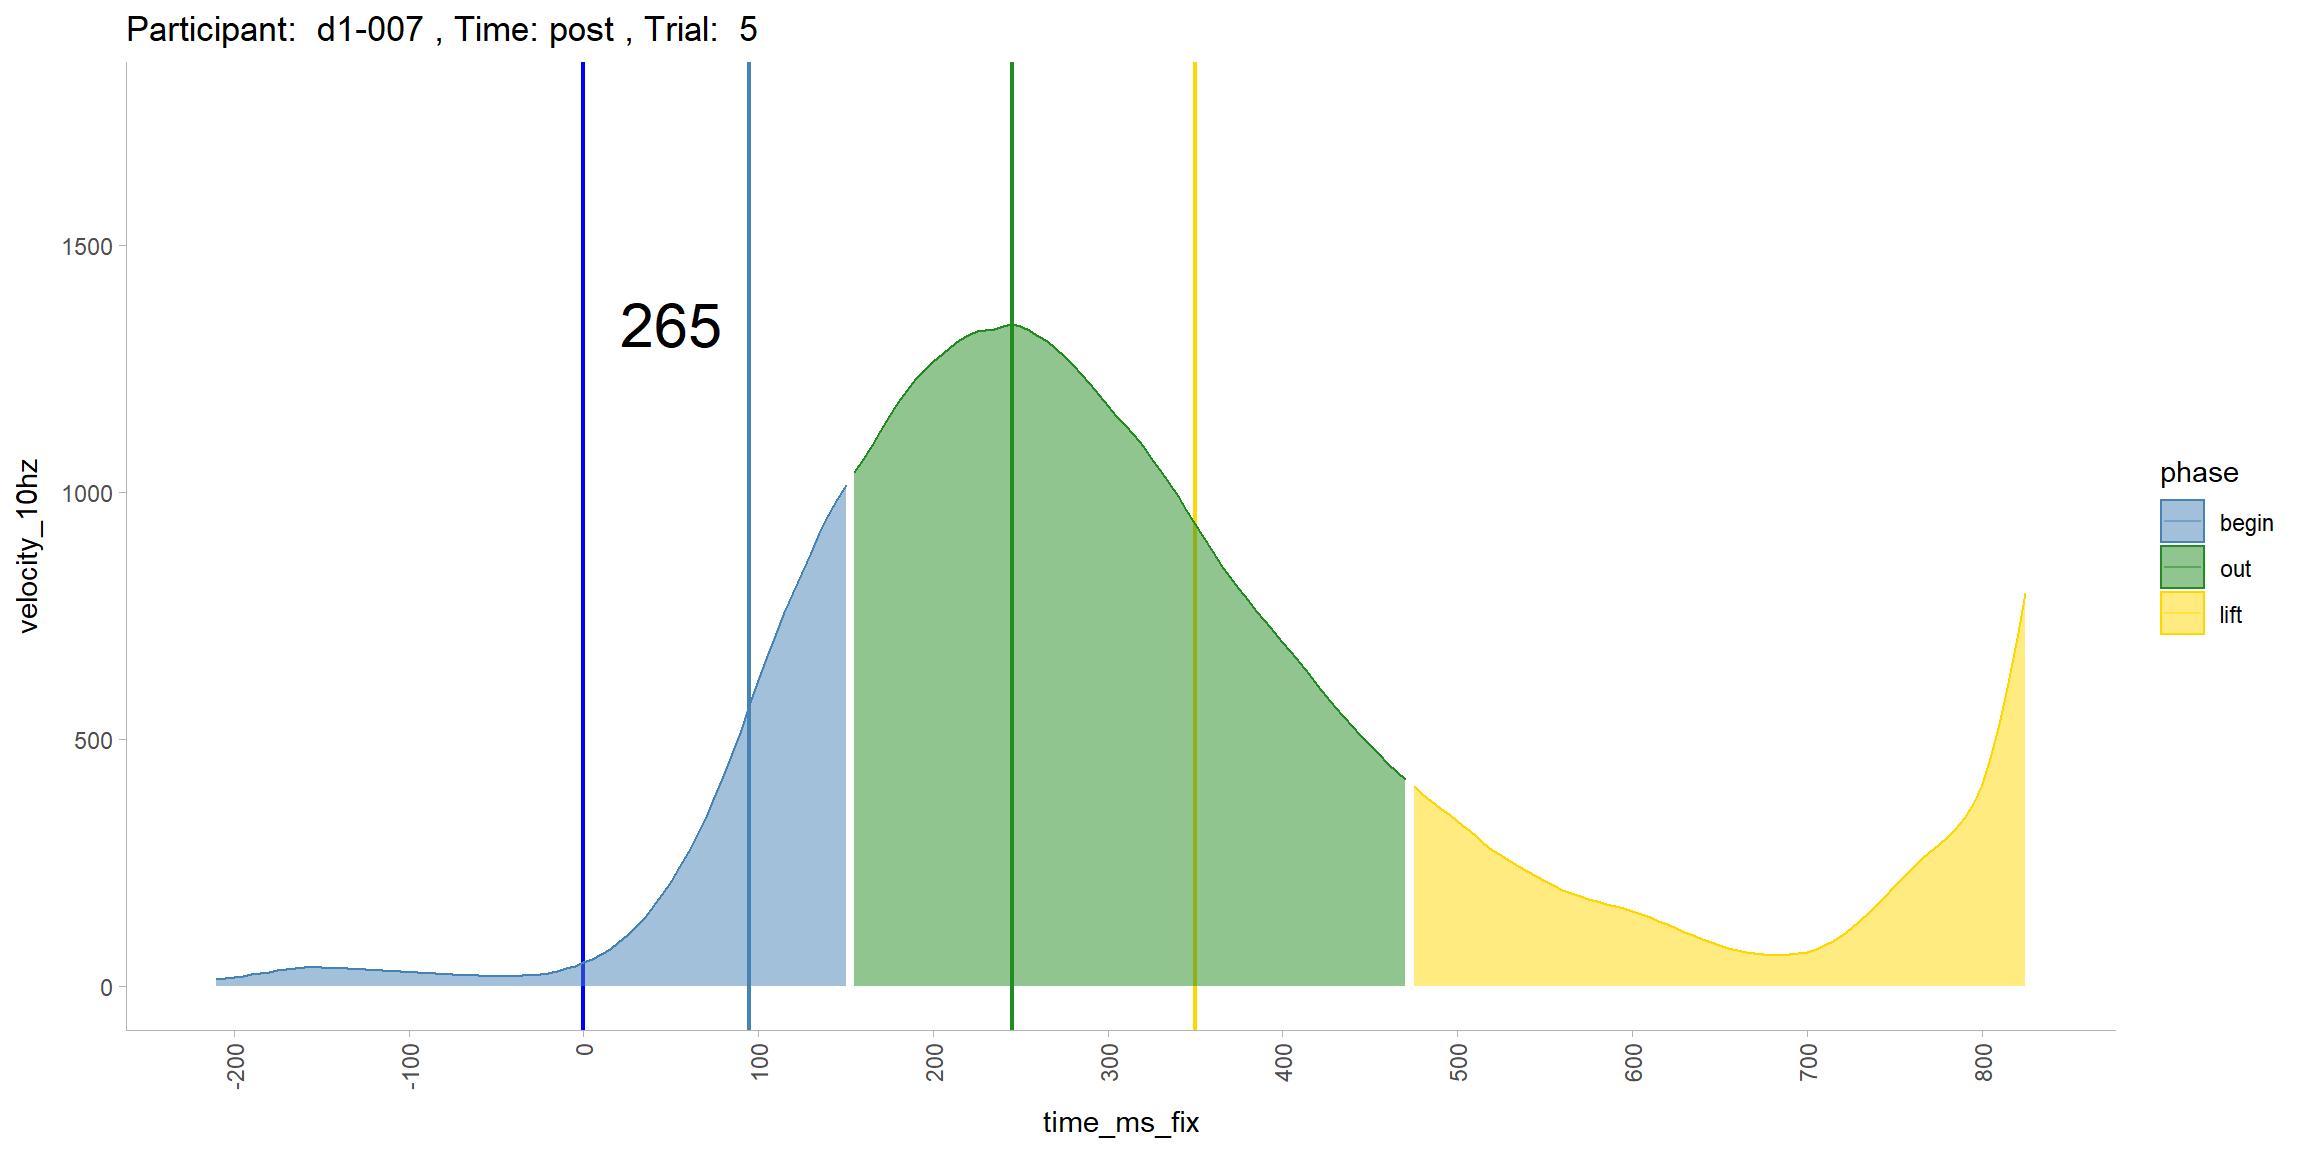 Participant:  d1-007 , Time: post , Trial:  5
1500
1000
500
0
velocity_10hz
265
-200
-100
0
100
200
300
400
500
600
700
800
time_ms_fix
phase
begin
out
lift